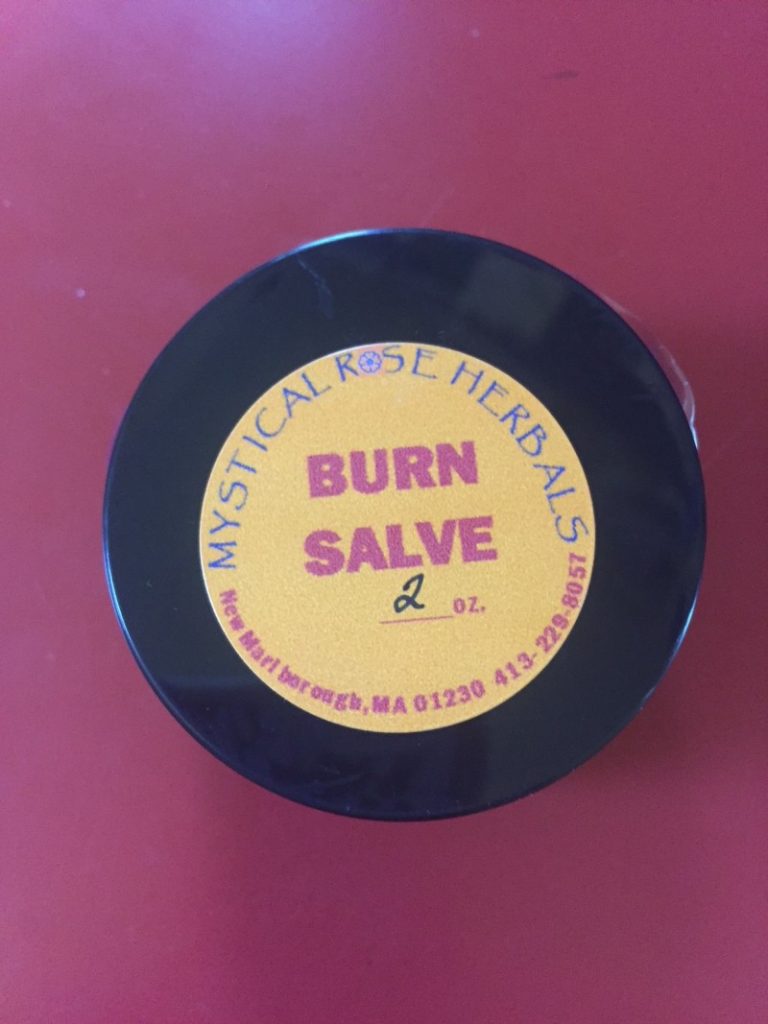 MYSTICAL ROSE HERBALS
BURN
SALVE
2 OZ.
New Marlborough, MA 01230 413-229-8057